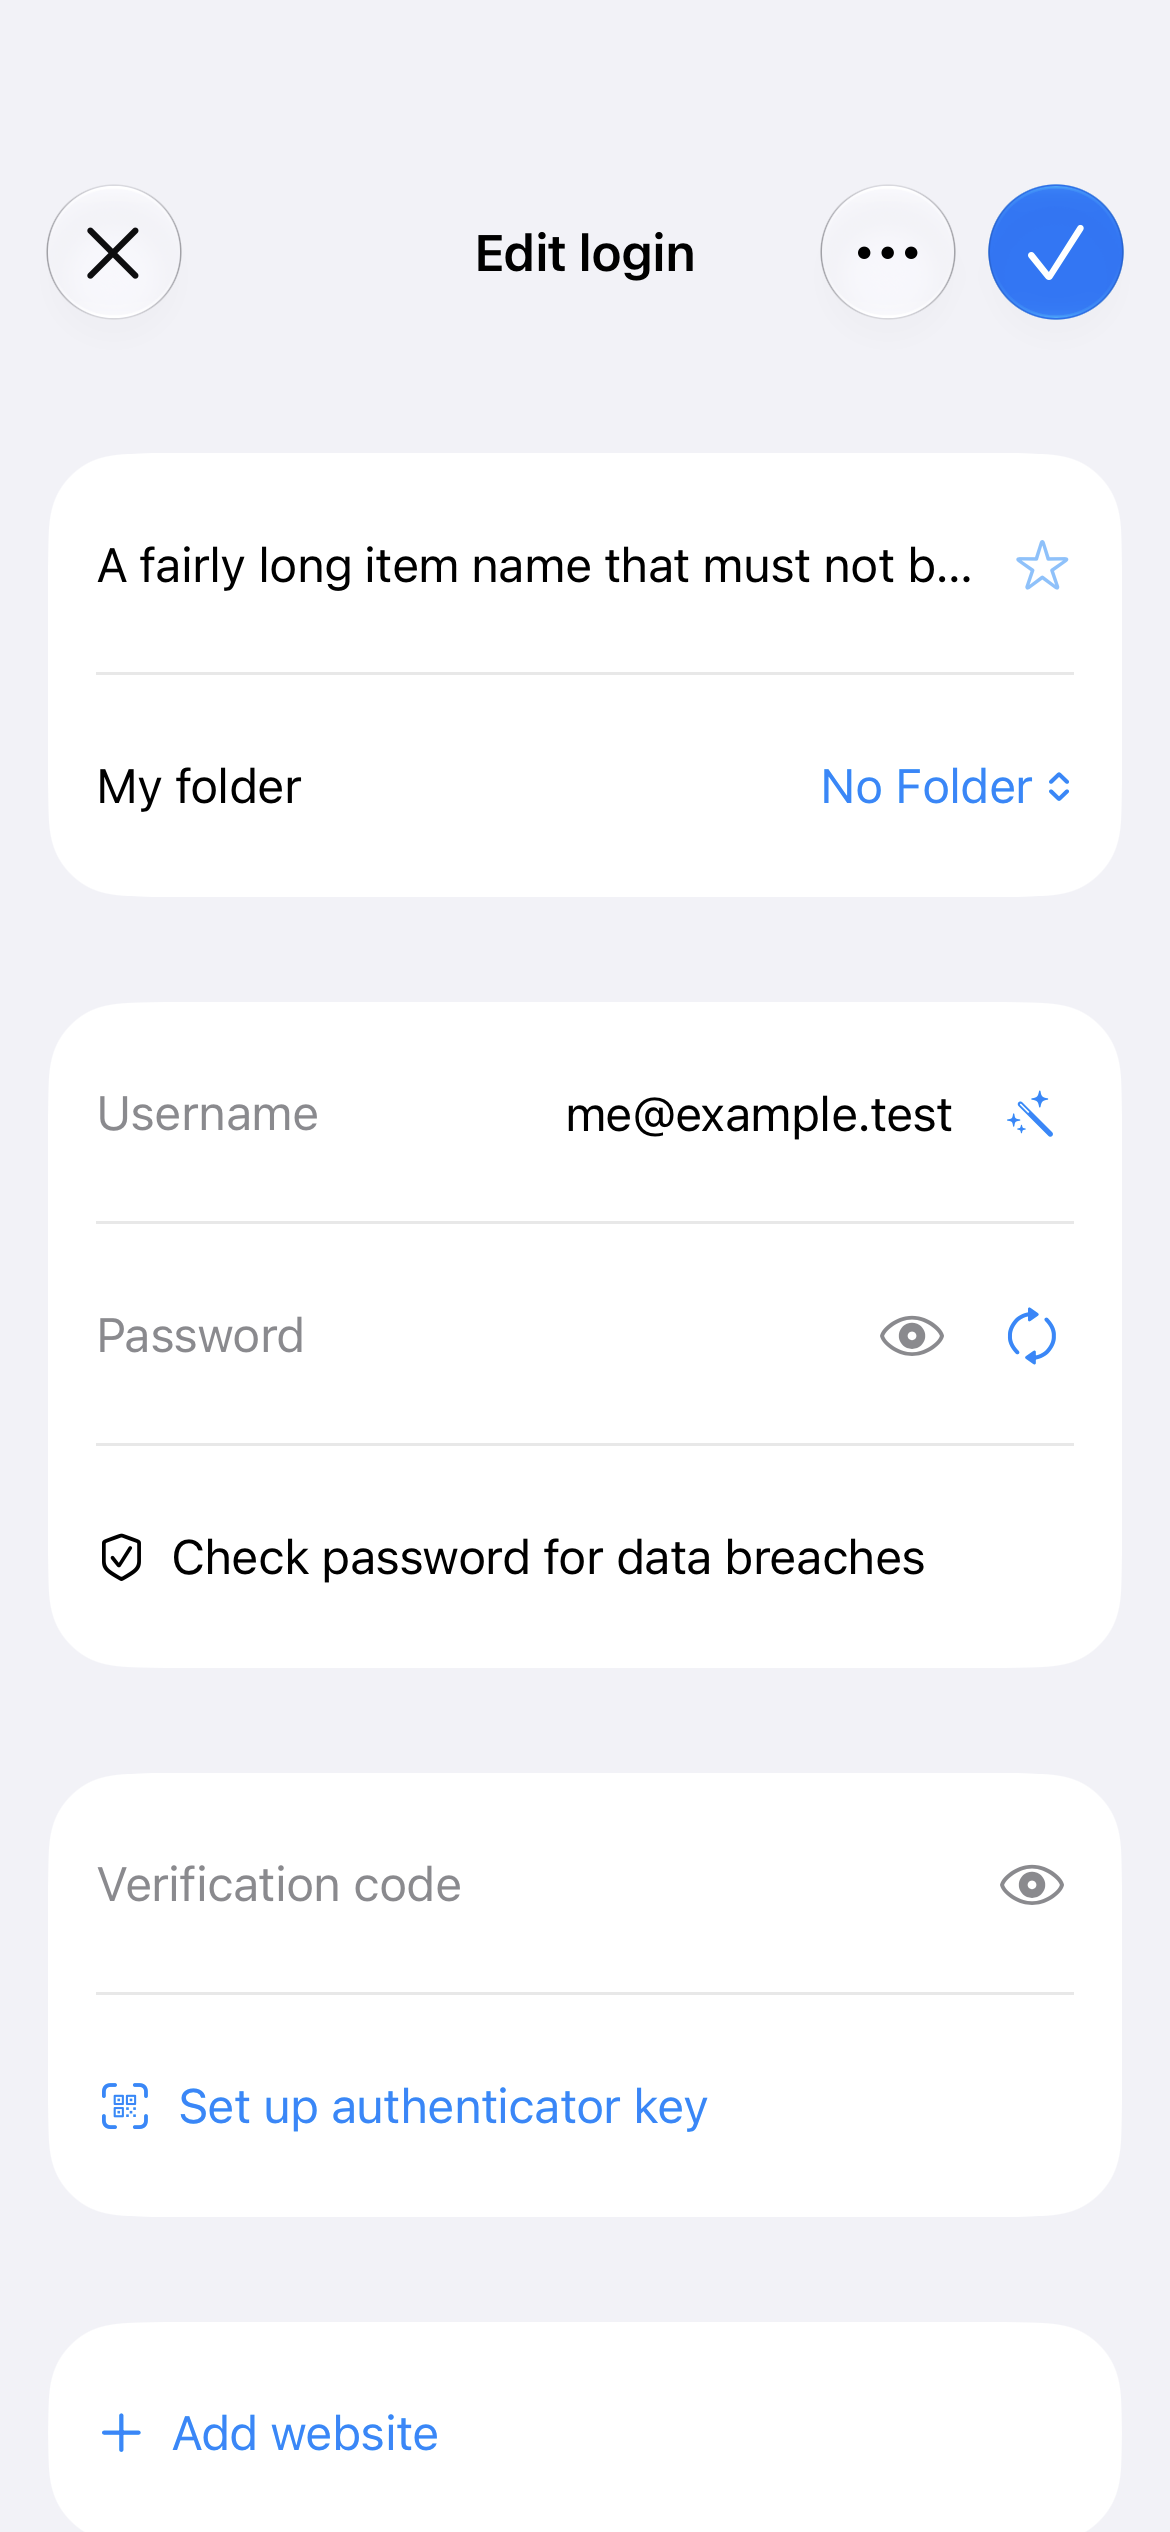 Edit login
A fairly long item name that must not b...
My folder
No Folder
Username
me@example.test
Password
Check password for data breaches
Verification code
Set up authenticator key
Add website